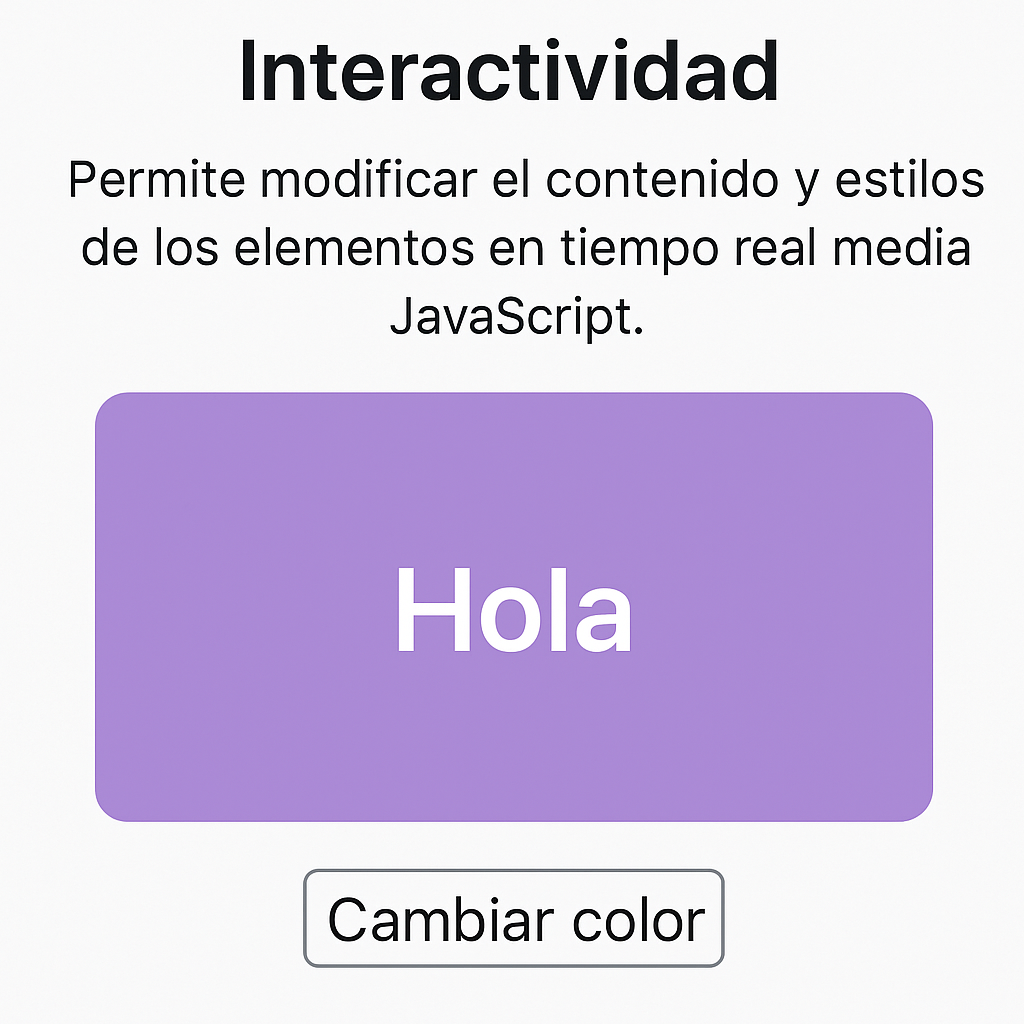 Interactividad
Permite modificar el contenido y estilos
de los elementos en tiempo real media
JavaScript.
Hola
Cambiar color